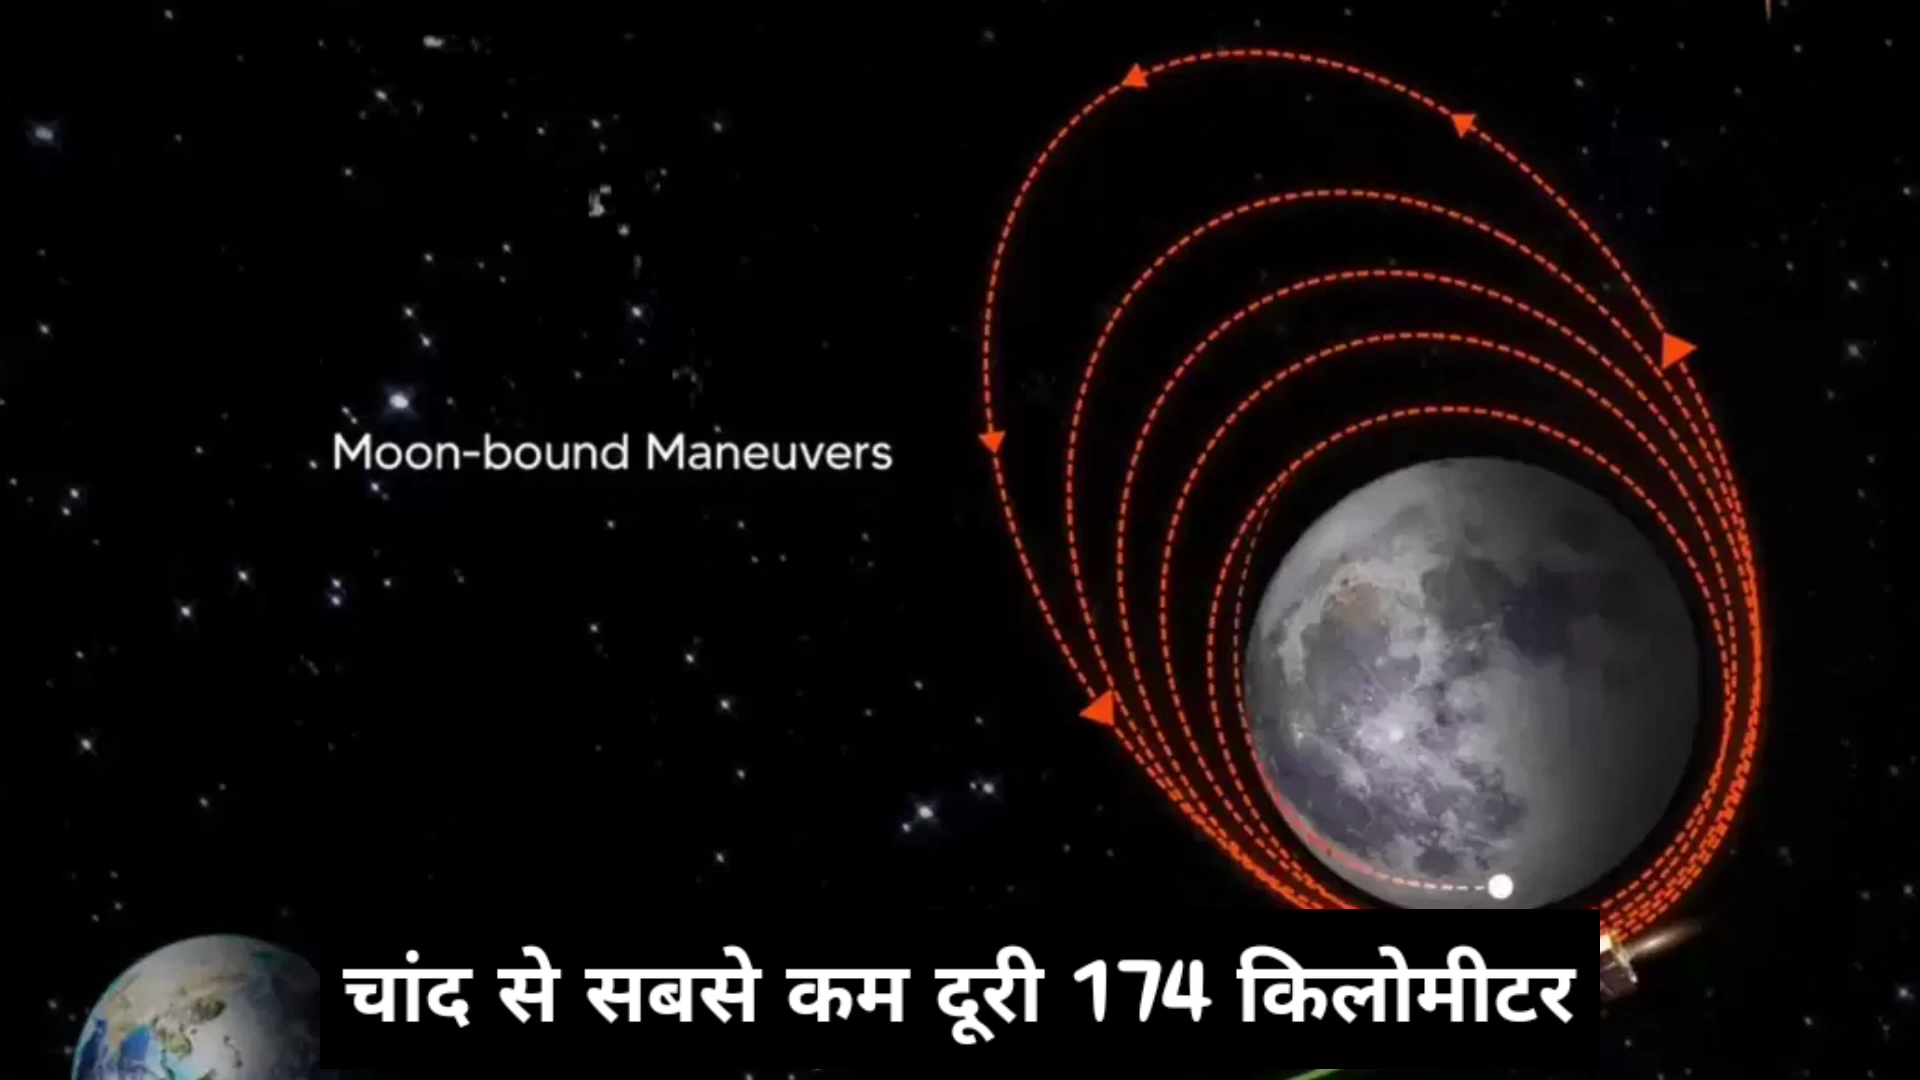 Moon-bound Maneuvers
चांद से सबसे कम दूरी 174 किलोमीटर